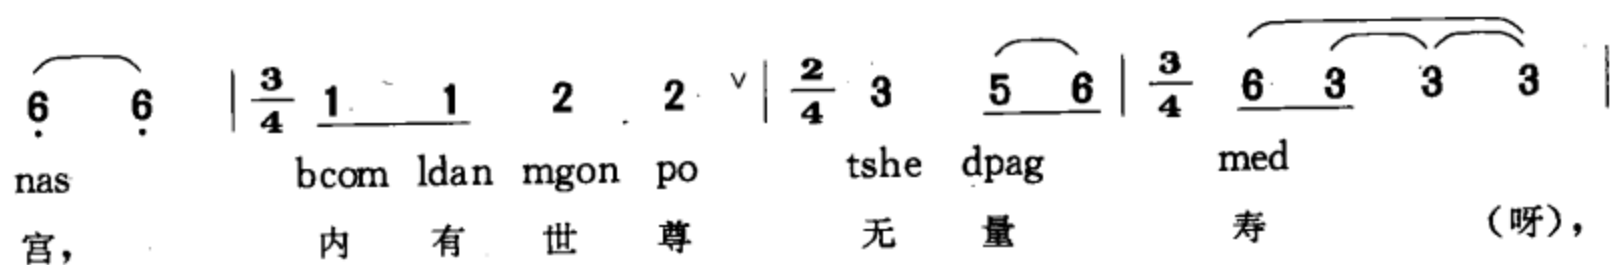 6 6 | 3/4 1 1 2 2 ∨ | 2/4 3 5 6 | 3/4 6 3 3 3 |
nas bcom ldan mgon po tshe dpag med
宫， 内 有 世 尊 无 量 寿 （呀），